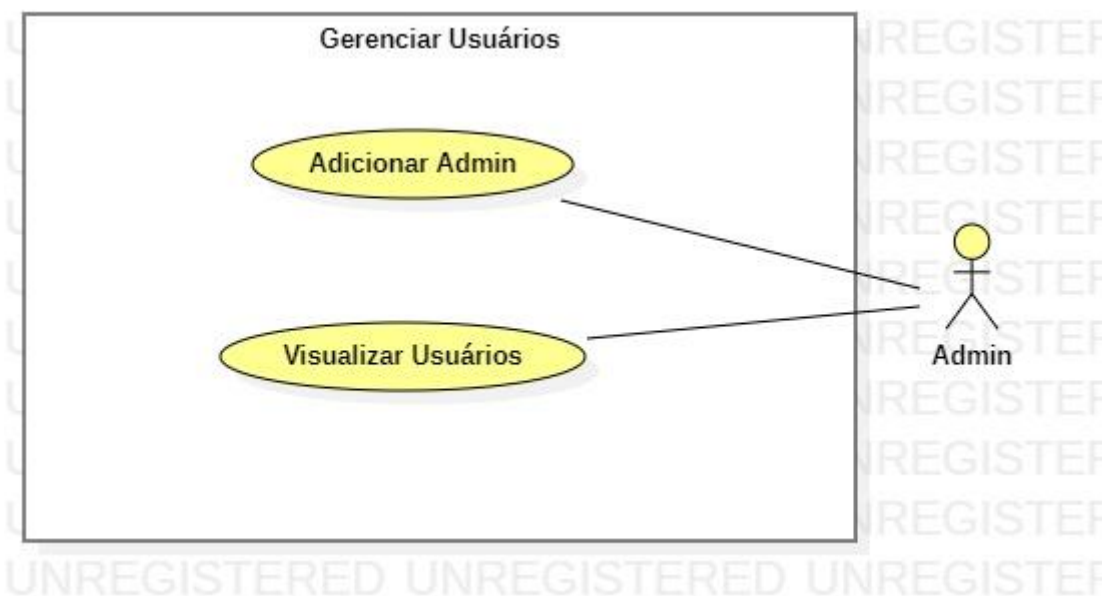 Gerenciar Usuários
Adicionar Admin
Visualizar Usuários
Admin
UNREGISTERED UNREGISTERED UNREGISTE